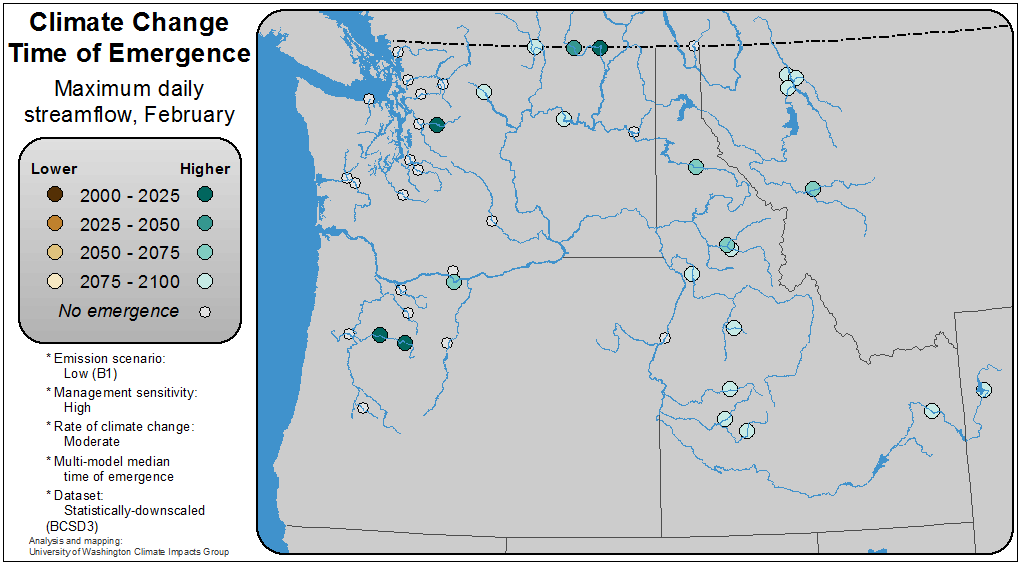 Climate Change
Time of Emergence
Maximum daily
streamflow, February
Lower Higher
2000 - 2025
2025 - 2050
2050 - 2075
2075 - 2100
No emergence
* Emission scenario:
Low (B1)
* Management sensitivity:
High
* Rate of climate change:
Moderate
* Multi-model median
time of emergence
* Dataset:
Statistically-downscaled
(BCSD3)
Analysis and mapping:
University of Washington Climate Impacts Group